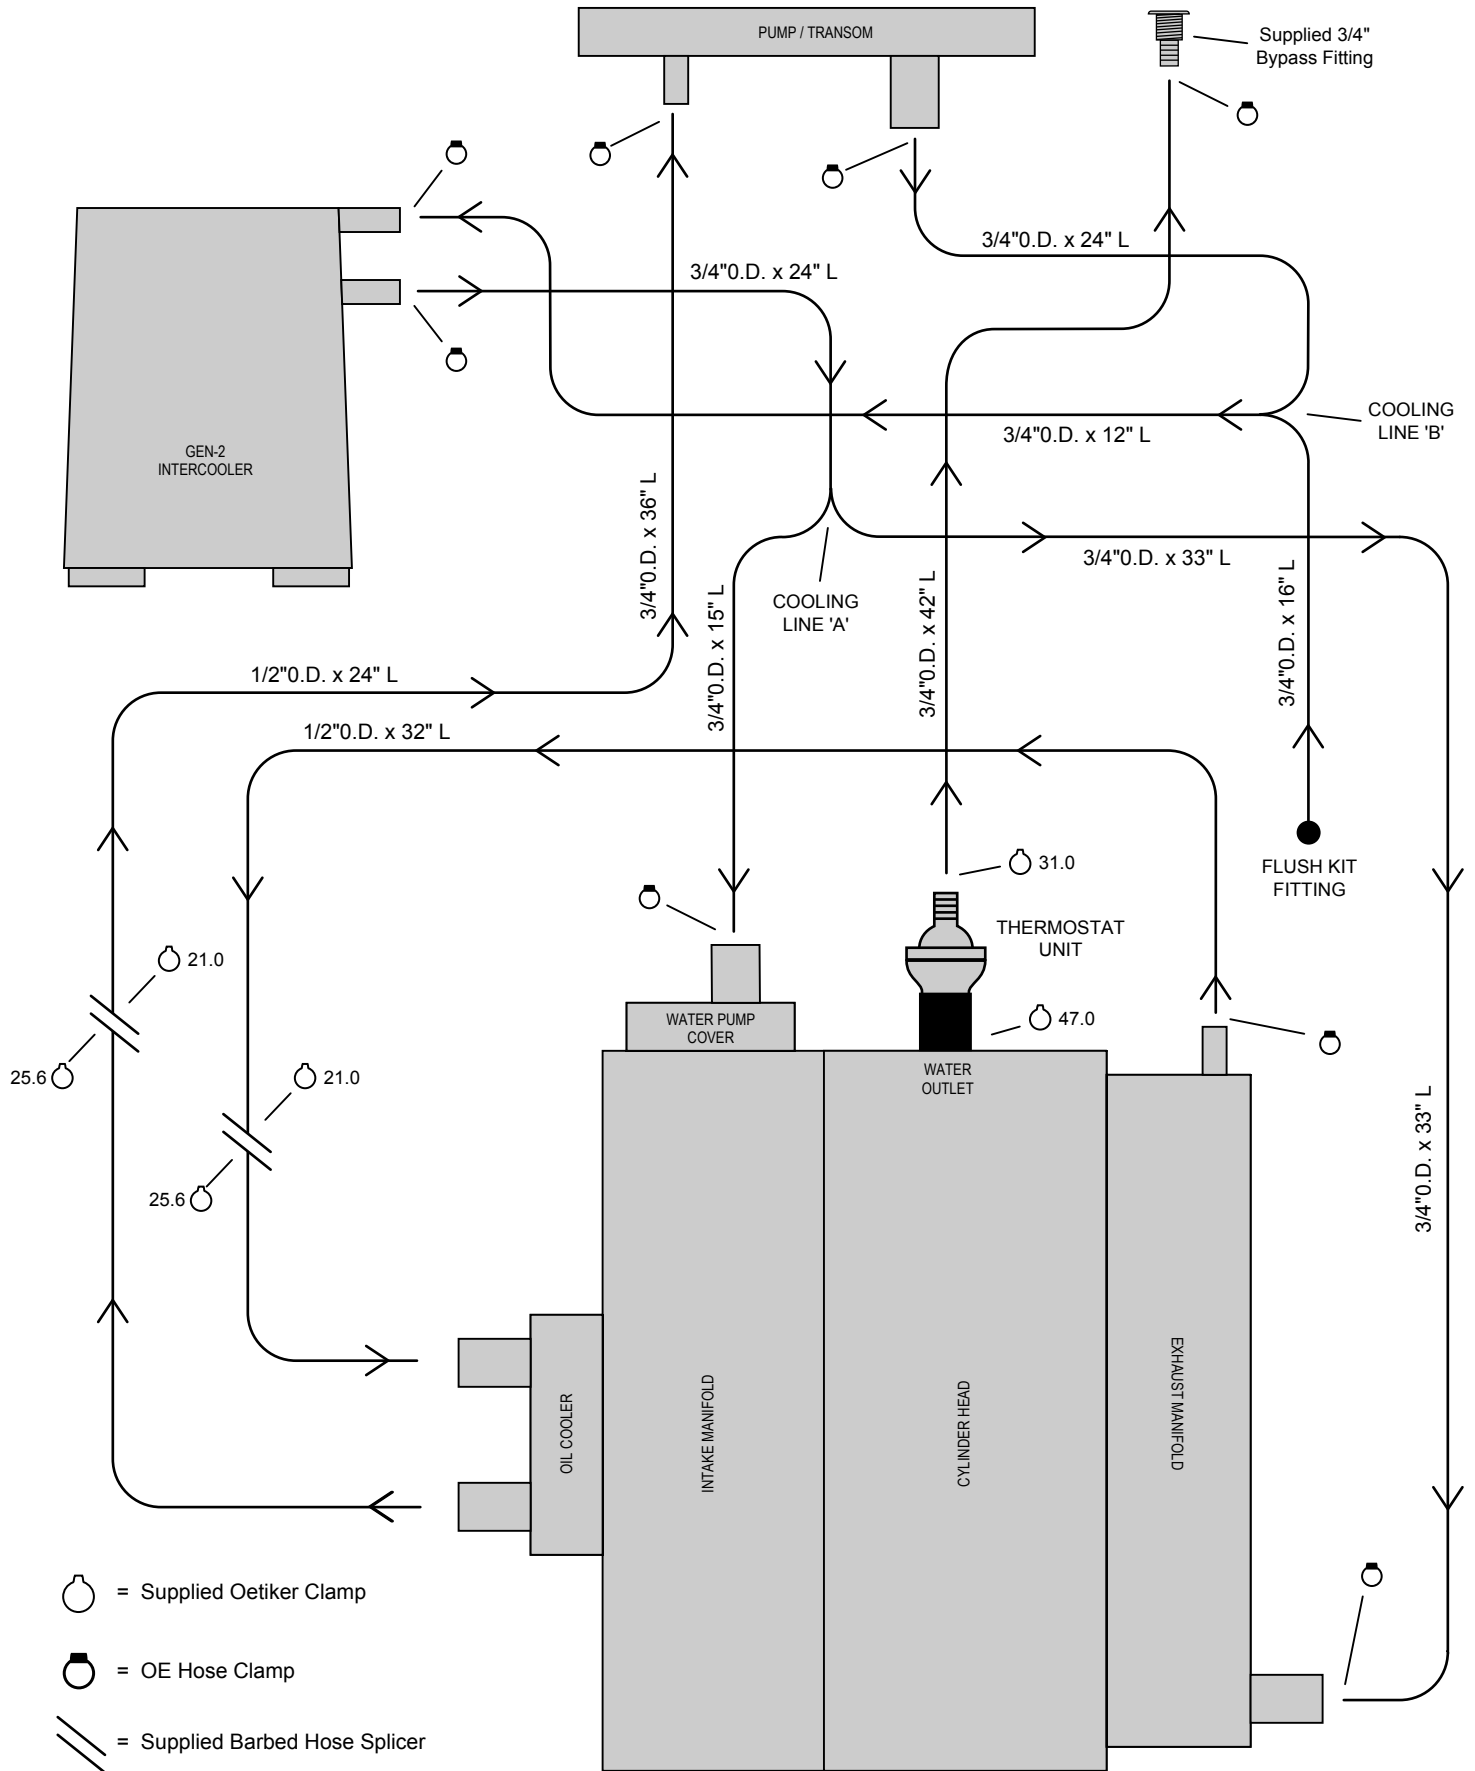 PUMP / TRANSOM
Supplied 3/4"
Bypass Fitting
3/4"O.D. x 24" L
3/4"O.D. x 24" L
COOLING
LINE 'B'
3/4"O.D. x 12" L
GEN-2
INTERCOOLER
3/4"O.D. x 36" L
3/4"O.D. x 33" L
3/4"O.D. x 15" L
COOLING
LINE 'A'
3/4"O.D. x 42" L
3/4"O.D. x 16" L
1/2"O.D. x 24" L
1/2"O.D. x 32" L
31.0
FLUSH KIT
FITTING
THERMOSTAT
UNIT
21.0
WATER PUMP
COVER
47.0
25.6
21.0
WATER
OUTLET
3/4"O.D. x 33" L
25.6
OIL COOLER
INTAKE MANIFOLD
CYLINDER HEAD
EXHAUST MANIFOLD
= Supplied Oetiker Clamp
= OE Hose Clamp
= Supplied Barbed Hose Splicer